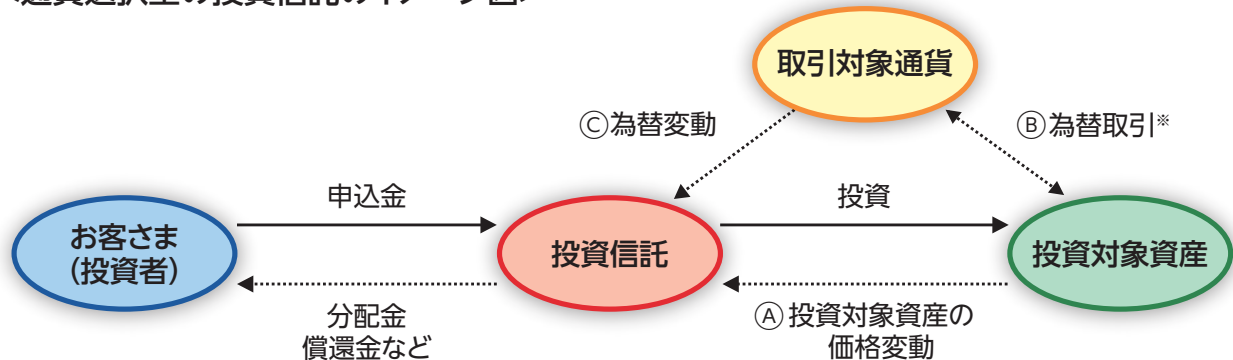 取引対象通貨
Ⓒ為替変動
Ⓑ為替取引※
申込金
投資
お客さま
(投資者)
投資信託
投資対象資産
分配金
償還金など
Ⓐ投資対象資産の
価格変動